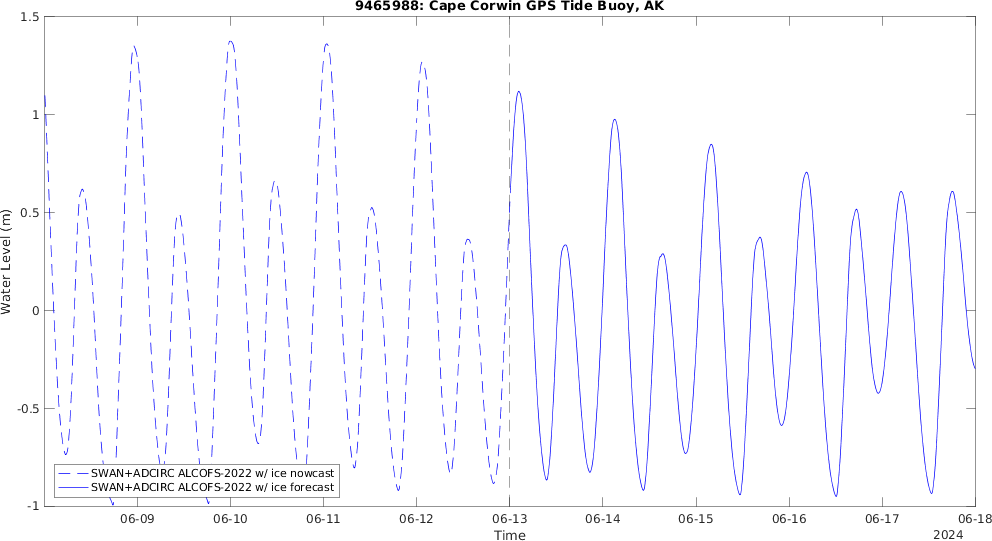 9465988: Cape Corwin GPS Tide Buoy, AK
Water Level (m)
1.5
1
0.5
0
-0.5
-1
SWAN+ADCIRC ALCOFS-2022 w/ ice nowcast
SWAN+ADCIRC ALCOFS-2022 w/ ice forecast
06-09 06-10 06-11 06-12 06-13 06-14 06-15 06-16 06-17 06-18
Time
2024